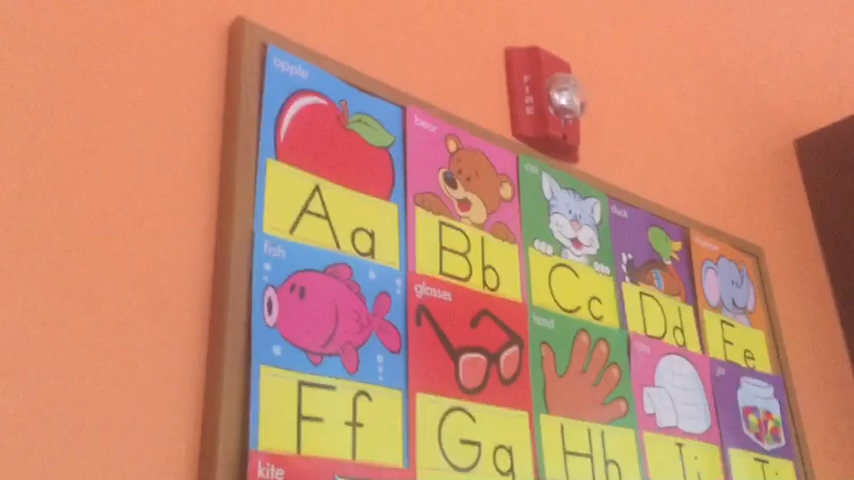 FIRE
apple
bear
cat
duck
elephant
Aa
Bb
Cc
Dd
Ee
fish
glasses
hand
igloo
jar
Ff
Gg
Hh
Ii
Jj
kite